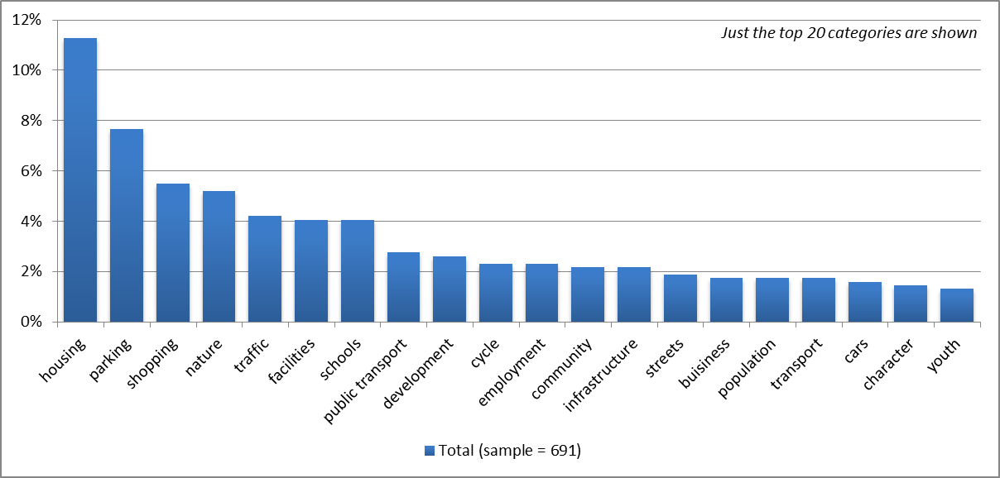 12%
Just the top 20 categories are shown
10%
8%
6%
4%
2%
0%
housing
parking
shopping
nature
traffic
facilities
schools
public transport
development
cycle
employment
community
infrastructure
streets
buisiness
population
transport
cars
character
youth
Total (sample = 691)